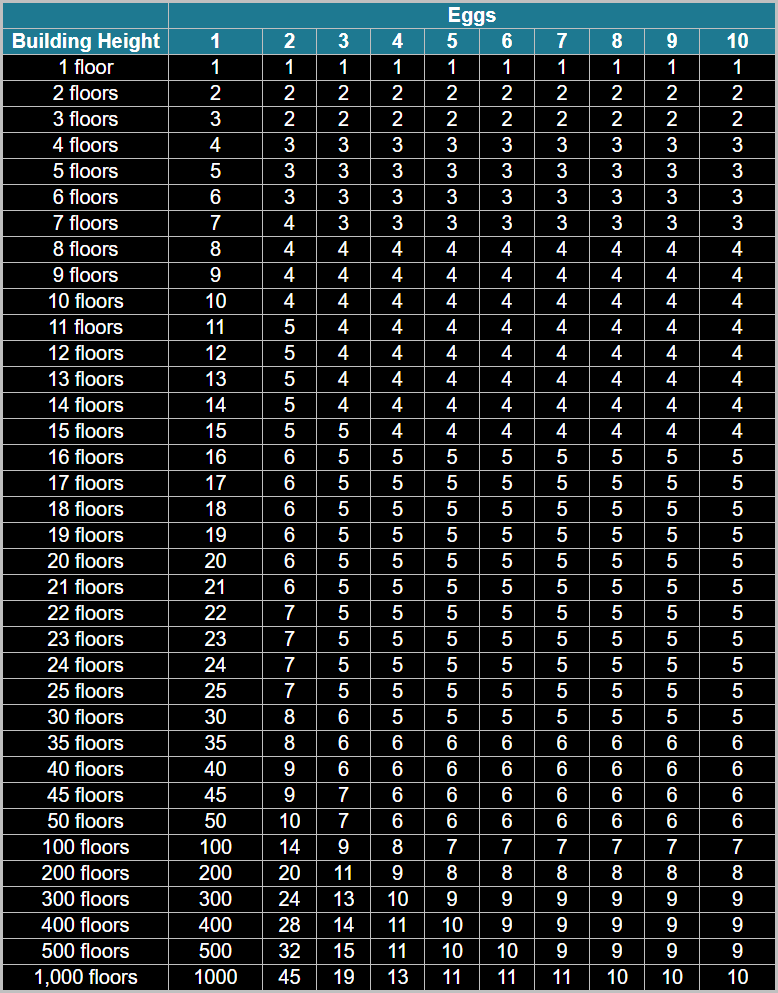 Eggs
Building Height 1 2 3 4 5 6 7 8 9 10
1 floor 1 1 1 1 1 1 1 1 1 1
2 floors 2 2 2 2 2 2 2 2 2 2
3 floors 3 2 2 2 2 2 2 2 2 2
4 floors 4 3 3 3 3 3 3 3 3 3
5 floors 5 3 3 3 3 3 3 3 3 3
6 floors 6 3 3 3 3 3 3 3 3 3
7 floors 7 4 3 3 3 3 3 3 3 3
8 floors 8 4 4 4 4 4 4 4 4 4
9 floors 9 4 4 4 4 4 4 4 4 4
10 floors 10 4 4 4 4 4 4 4 4 4
11 floors 11 5 4 4 4 4 4 4 4 4
12 floors 12 5 4 4 4 4 4 4 4 4
13 floors 13 5 4 4 4 4 4 4 4 4
14 floors 14 5 4 4 4 4 4 4 4 4
15 floors 15 5 5 4 4 4 4 4 4 4
16 floors 16 6 5 5 5 5 5 5 5 5
17 floors 17 6 5 5 5 5 5 5 5 5
18 floors 18 6 5 5 5 5 5 5 5 5
19 floors 19 6 5 5 5 5 5 5 5 5
20 floors 20 6 5 5 5 5 5 5 5 5
21 floors 21 6 5 5 5 5 5 5 5 5
22 floors 22 7 5 5 5 5 5 5 5 5
23 floors 23 7 5 5 5 5 5 5 5 5
24 floors 24 7 5 5 5 5 5 5 5 5
25 floors 25 7 5 5 5 5 5 5 5 5
30 floors 30 8 6 5 5 5 5 5 5 5
35 floors 35 8 6 6 6 6 6 6 6 6
40 floors 40 9 6 6 6 6 6 6 6 6
45 floors 45 9 7 6 6 6 6 6 6 6
50 floors 50 10 7 6 6 6 6 6 6 6
100 floors 100 14 9 8 7 7 7 7 7 7
200 floors 200 20 11 9 8 8 8 8 8 8
300 floors 300 24 13 10 9 9 9 9 9 9
400 floors 400 28 14 11 10 9 9 9 9 9
500 floors 500 32 15 11 10 10 9 9 9 9
1,000 floors 1000 45 19 13 11 11 11 10 10 10